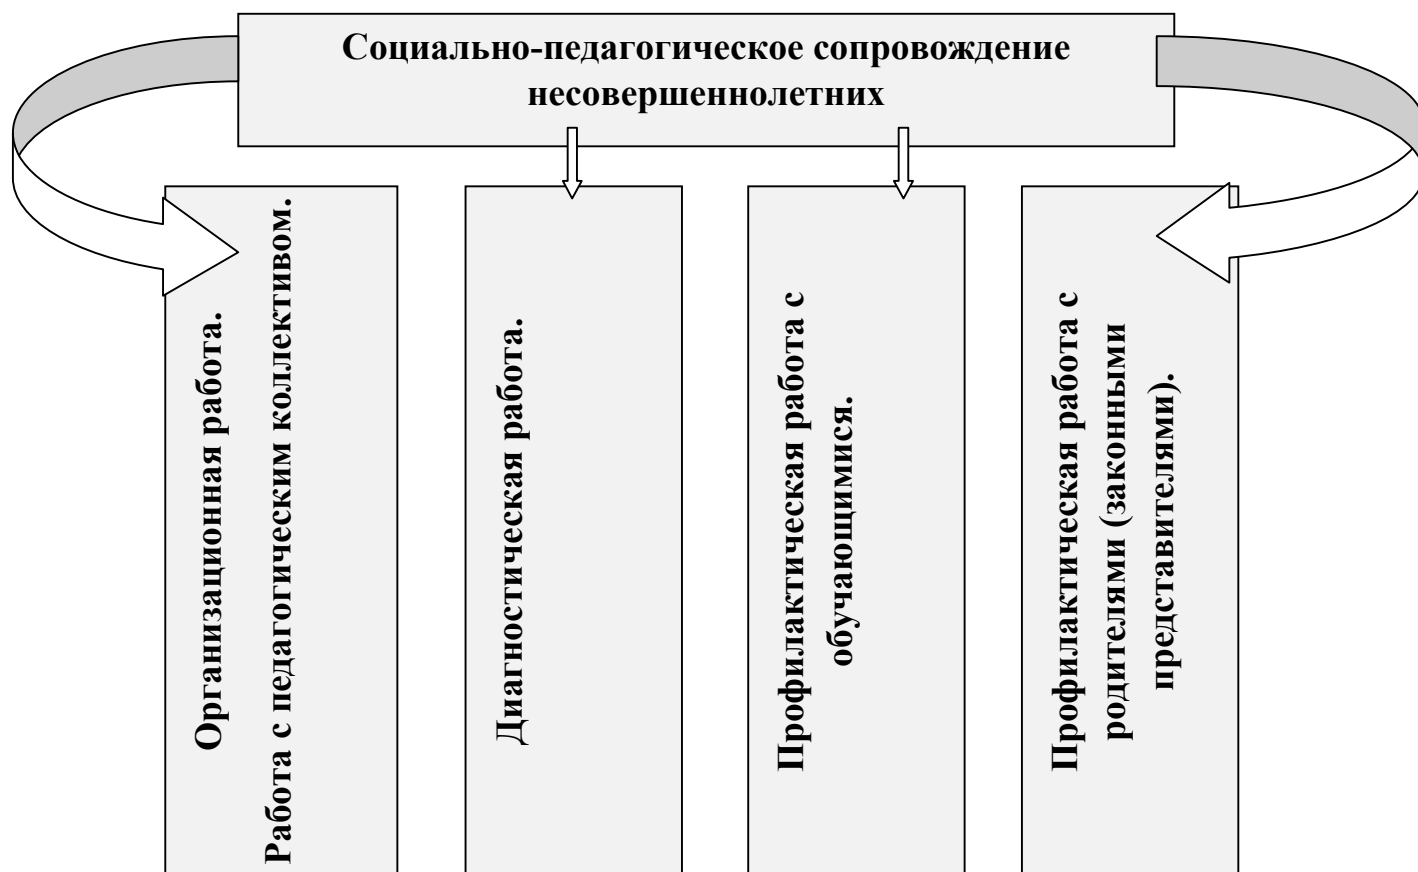 Социально-педагогическое сопровождение
несовершеннолетних
Организационная работа.
Работа с педагогическим коллективом.
Диагностическая работа.
Профилактическая работа с
обучающимися.
Профилактическая работа с
родителями (законными
представителями).